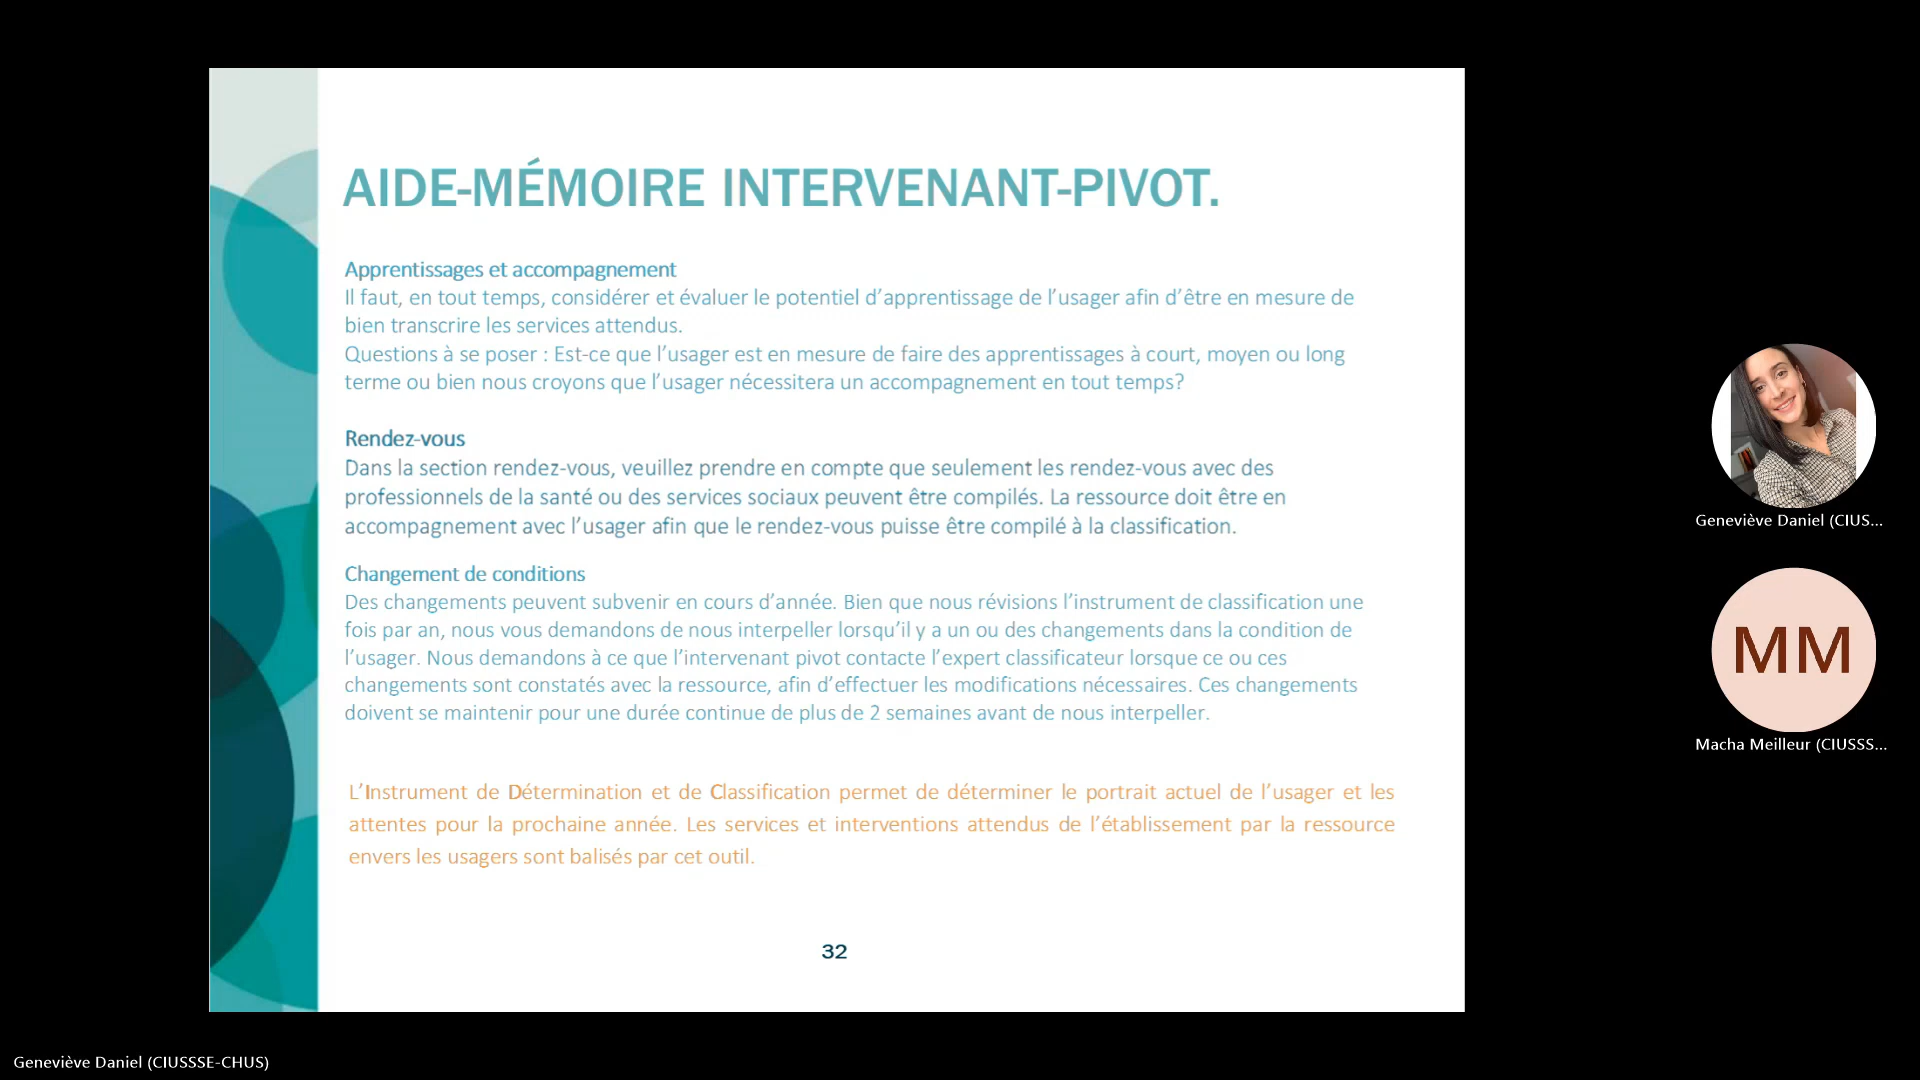 AIDE-MÉMOIRE INTERVENANT-PIVOT.
Apprentissages et accompagnement
Il faut, en tout temps, considérer et évaluer le potentiel d’apprentissage de l’usager afin d’être en mesure de
bien transcrire les services attendus.
Questions à se poser : Est-ce que l’usager est en mesure de faire des apprentissages à court, moyen ou long
terme ou bien nous croyons que l’usager nécessitera un accompagnement en tout temps?
Rendez-vous
Dans la section rendez-vous, veuillez prendre en compte que seulement les rendez-vous avec des
professionnels de la santé ou des services sociaux peuvent être compilés. La ressource doit être en
accompagnement avec l’usager afin que le rendez-vous puisse être compilé à la classification.
Changement de conditions
Des changements peuvent subvenir en cours d’année. Bien que nous révisions l’instrument de classification une
fois par an, nous vous demandons de nous interpeller lorsqu’il y a un ou des changements dans la condition de
l’usager. Nous demandons à ce que l’intervenant pivot contacte l’expert classificateur lorsque ce ou ces
changements sont constatés avec la ressource, afin d’effectuer les modifications nécessaires. Ces changements
doivent se maintenir pour une durée continue de plus de 2 semaines avant de nous interpeller.
L’Instrument de Détermination et de Classification permet de déterminer le portrait actuel de l’usager et les
attentes pour la prochaine année. Les services et interventions attendus de l’établissement par la ressource
envers les usagers sont balisés par cet outil.
32
Geneviève Daniel (CIUS...
MM
Macha Meilleur (CIUSSS...
Geneviève Daniel (CIUSSSE-CHUS)